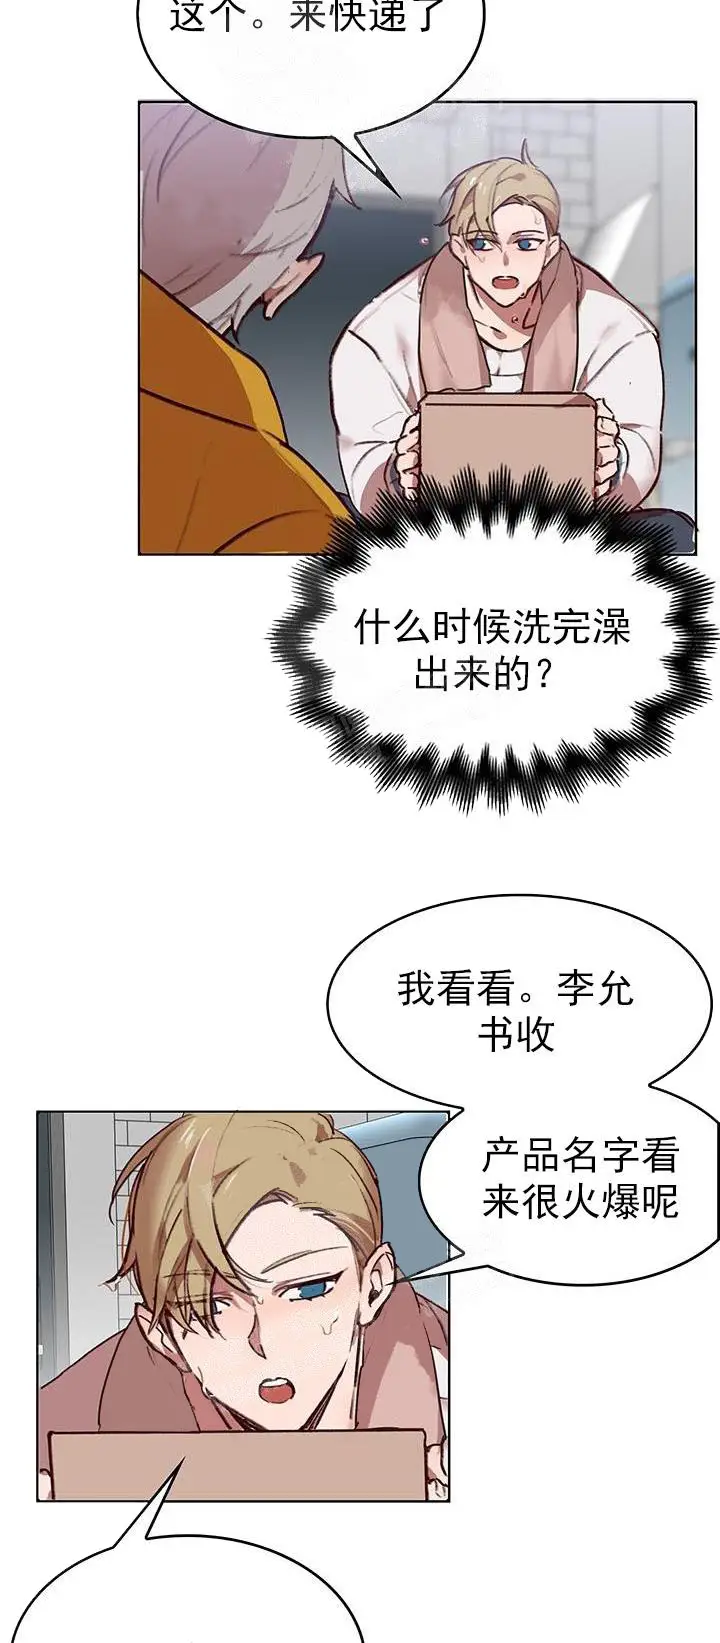 这个。来快递了
什么时候洗完澡
出来的？
我看看。李允
书收
产品名字看
来很火爆呢